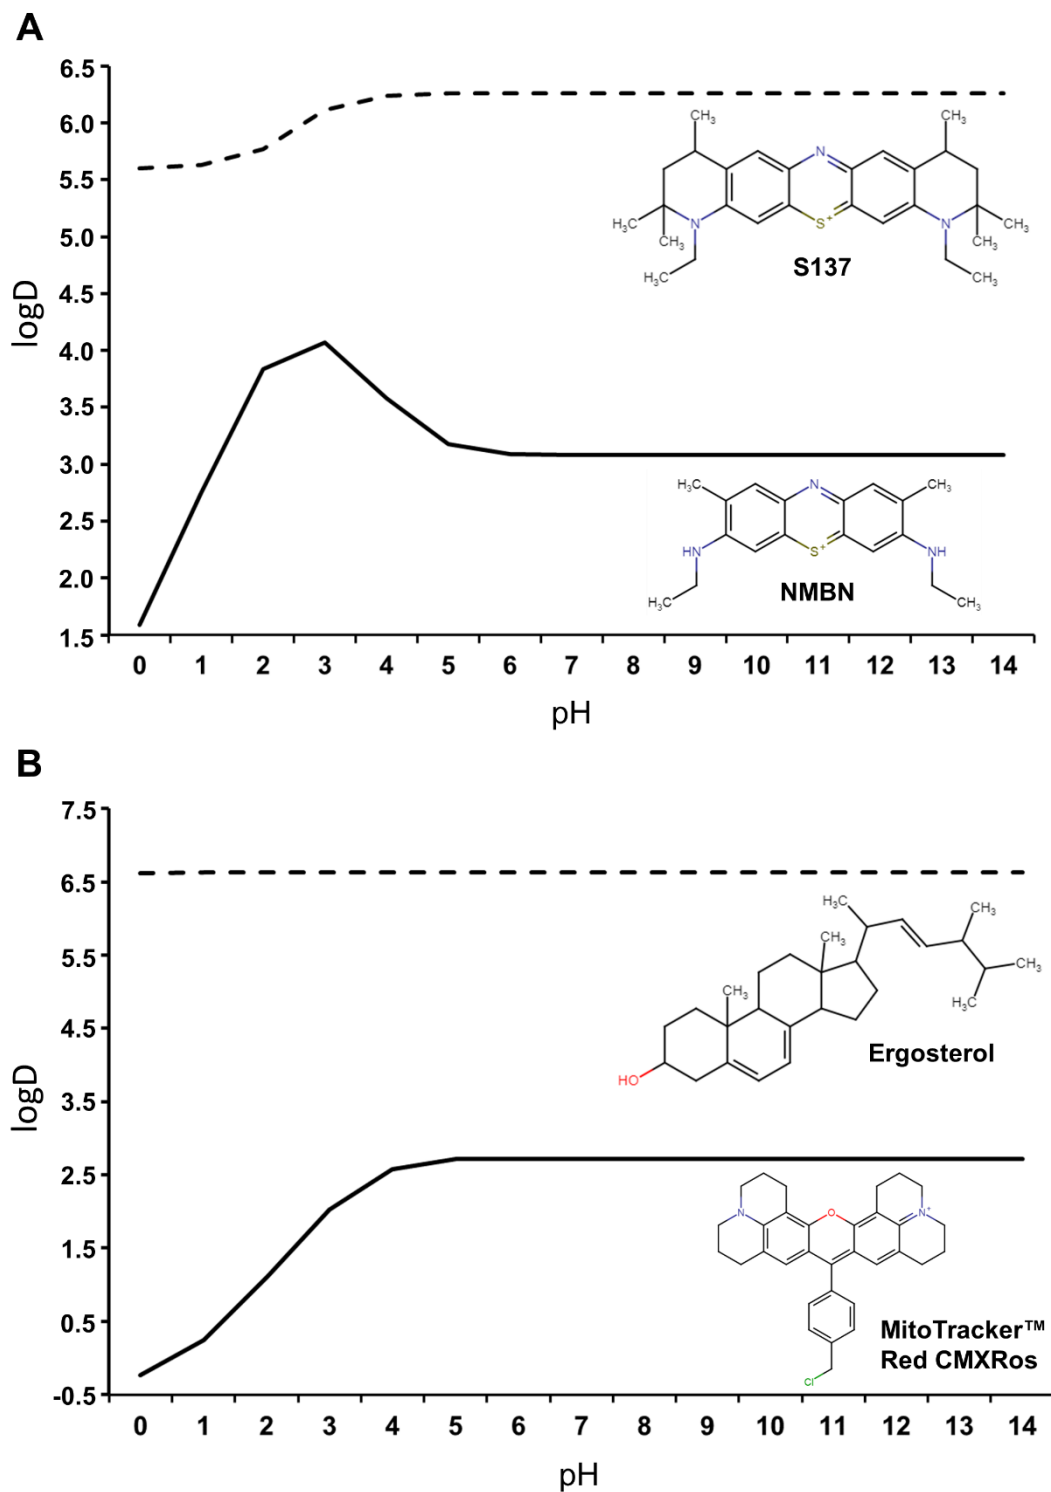 A
6.5
6.0
5.5
5.0
4.5
4.0
3.5
3.0
2.5
2.0
1.5
logD
CH₃ CH₃
N
H₃C N S⁺ N CH₃
CH₃ CH₃
H₃C CH₃
S137
H₃C N CH₃
HN S⁺ NH
H₃C CH₃
NMBN
0 1 2 3 4 5 6 7 8 9 10 11 12 13 14
pH
B
7.5
6.5
5.5
4.5
3.5
2.5
1.5
0.5
-0.5
logD
H₃C CH₃
CH₃
CH₃
CH₃
H₃C
HO
Ergosterol
N O N⁺
Cl
MitoTracker™
Red CMXRos
0 1 2 3 4 5 6 7 8 9 10 11 12 13 14
pH